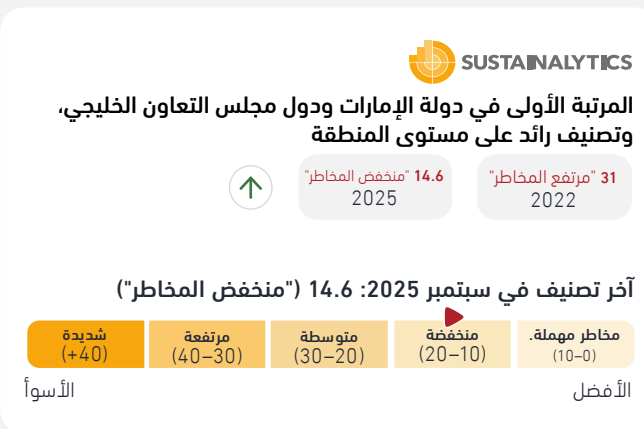 SUSTAINALYTICS
المرتبة الأولى في دولة الإمارات ودول مجلس التعاون الخليجي،
وتصنيف رائد على مستوى المنطقة
31 "مرتفع المخاطر"
2022
14.6 "منخفض المخاطر"
2025
آخر تصنيف في سبتمبر 2025: 14.6 ("منخفض المخاطر")
مخاطر مهملة.
(0–10)
منخفضة
(10–20)
متوسطة
(20–30)
مرتفعة
(30–40)
شديدة
(40+)
الأفضل
الأسوأ